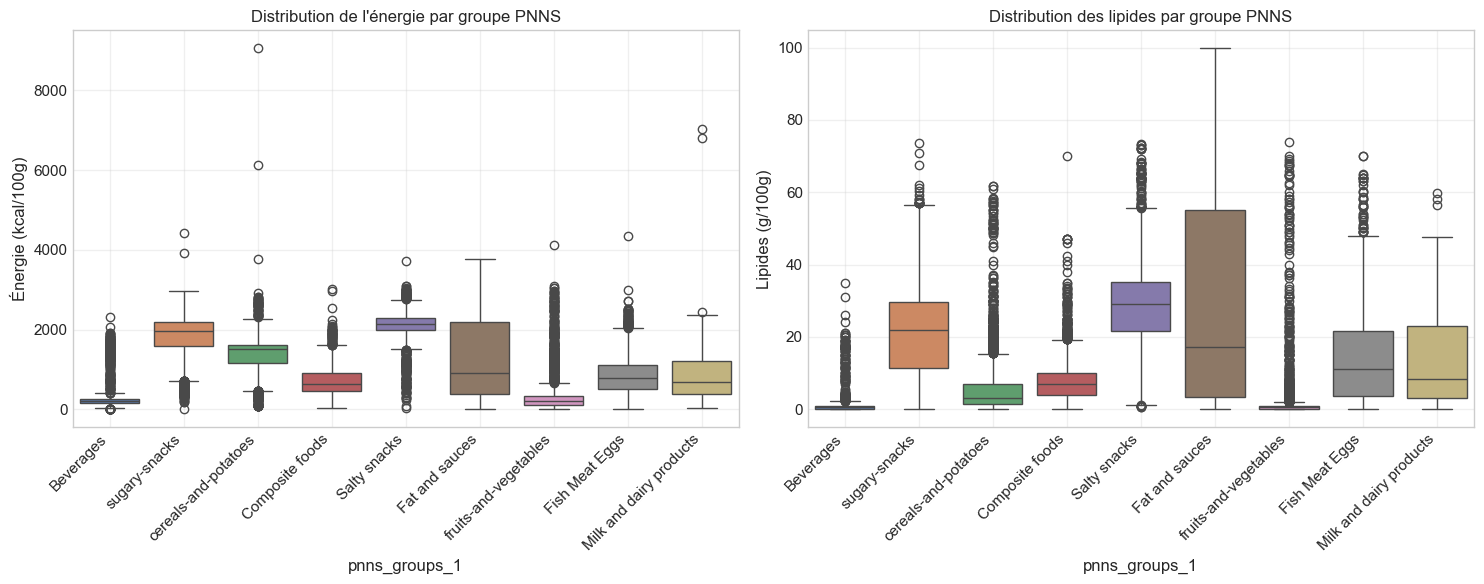 Distribution de l'énergie par groupe PNNS
Énergie (kcal/100g)
8000
6000
4000
2000
0
Beverages
sugary-snacks
cereals-and-potatoes
Composite foods
Salty snacks
Fat and sauces
fruits-and-vegetables
Fish Meat Eggs
Milk and dairy products
pnns_groups_1
Distribution des lipides par groupe PNNS
Lipides (g/100g)
100
80
60
40
20
0
Beverages
sugary-snacks
cereals-and-potatoes
Composite foods
Salty snacks
Fat and sauces
fruits-and-vegetables
Fish Meat Eggs
Milk and dairy products
pnns_groups_1